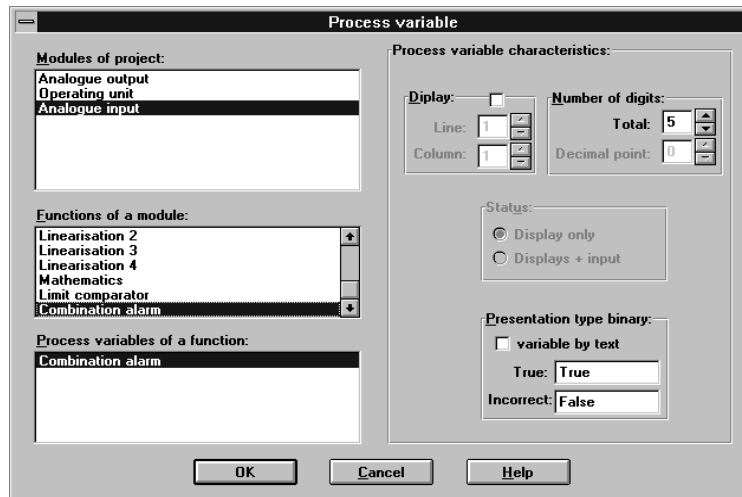 Process variable
Modules of project:
Analogue output
Operating unit
Analogue input
Functions of a module:
Linearisation 2
Linearisation 3
Linearisation 4
Mathematics
Limit comparator
Combination alarm
Process variables of a function:
Combination alarm
Process variable characteristics:
Diplay:
Line: 1
Column: 1
Number of digits:
Total: 5
Decimal point: 0
Status:
Display only
Displays + input
Presentation type binary:
variable by text
True: True
Incorrect: False
OK
Cancel
Help